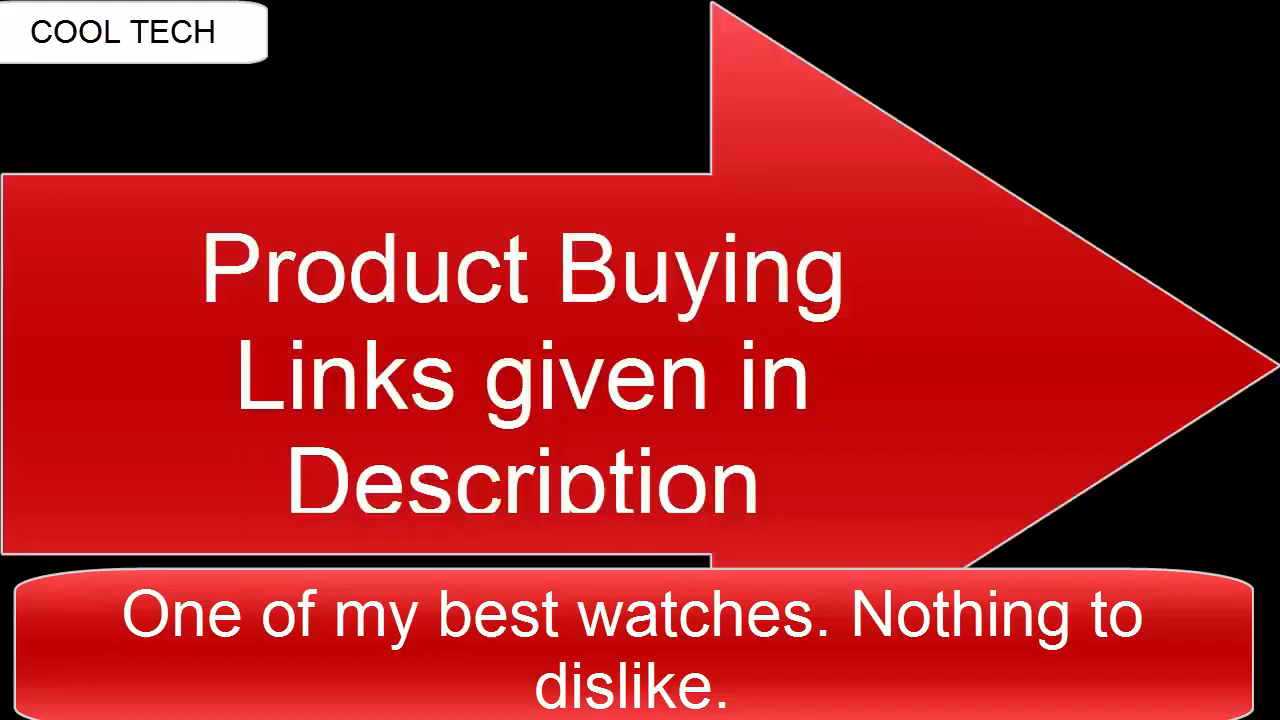 COOL TECH
Product Buying
Links given in
Description
One of my best watches. Nothing to
dislike.